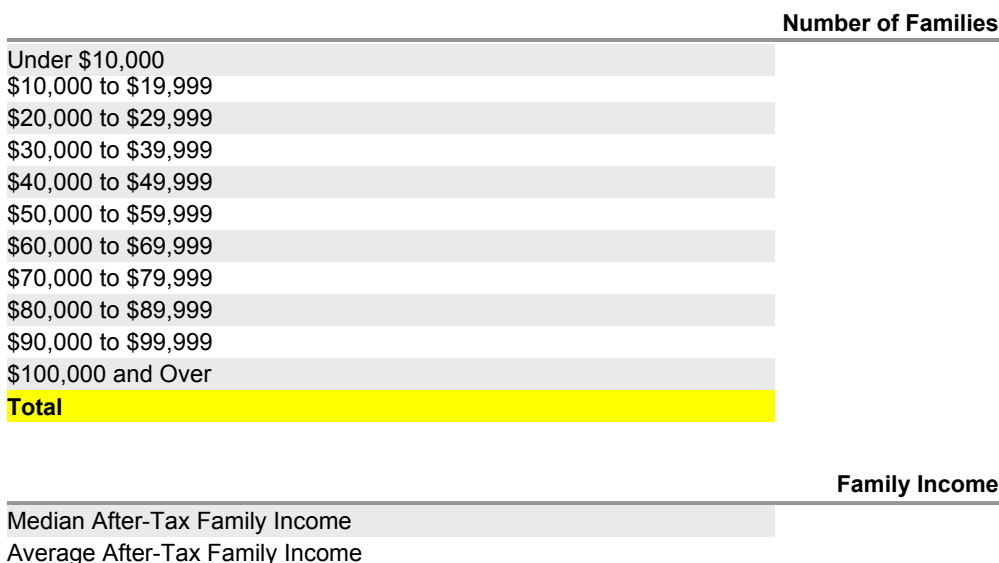 Number of Families
Under $10,000
$10,000 to $19,999
$20,000 to $29,999
$30,000 to $39,999
$40,000 to $49,999
$50,000 to $59,999
$60,000 to $69,999
$70,000 to $79,999
$80,000 to $89,999
$90,000 to $99,999
$100,000 and Over
Total
Family Income
Median After-Tax Family Income
Average After-Tax Family Income